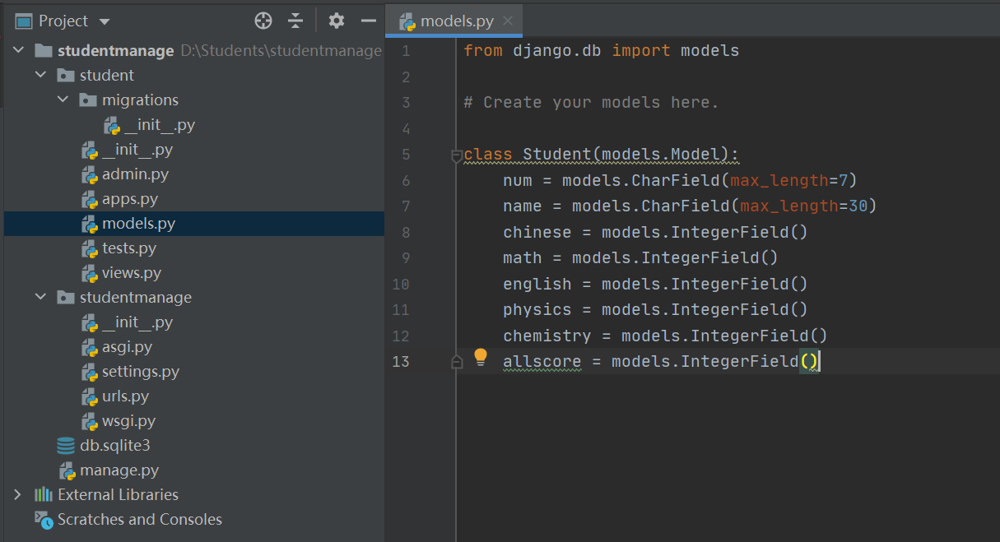 Project
studentmanage D:\Students\studentmanage
student
migrations
__init__.py
__init__.py
admin.py
apps.py
models.py
tests.py
views.py
studentmanage
__init__.py
asgi.py
settings.py
urls.py
wsgi.py
db.sqlite3
manage.py
External Libraries
Scratches and Consoles
models.py
1 from django.db import models
2
3 # Create your models here.
4
5 class Student(models.Model):
6 num = models.CharField(max_length=7)
7 name = models.CharField(max_length=30)
8 chinese = models.IntegerField()
9 math = models.IntegerField()
10 english = models.IntegerField()
11 physics = models.IntegerField()
12 chemistry = models.IntegerField()
13 allscore = models.IntegerField()